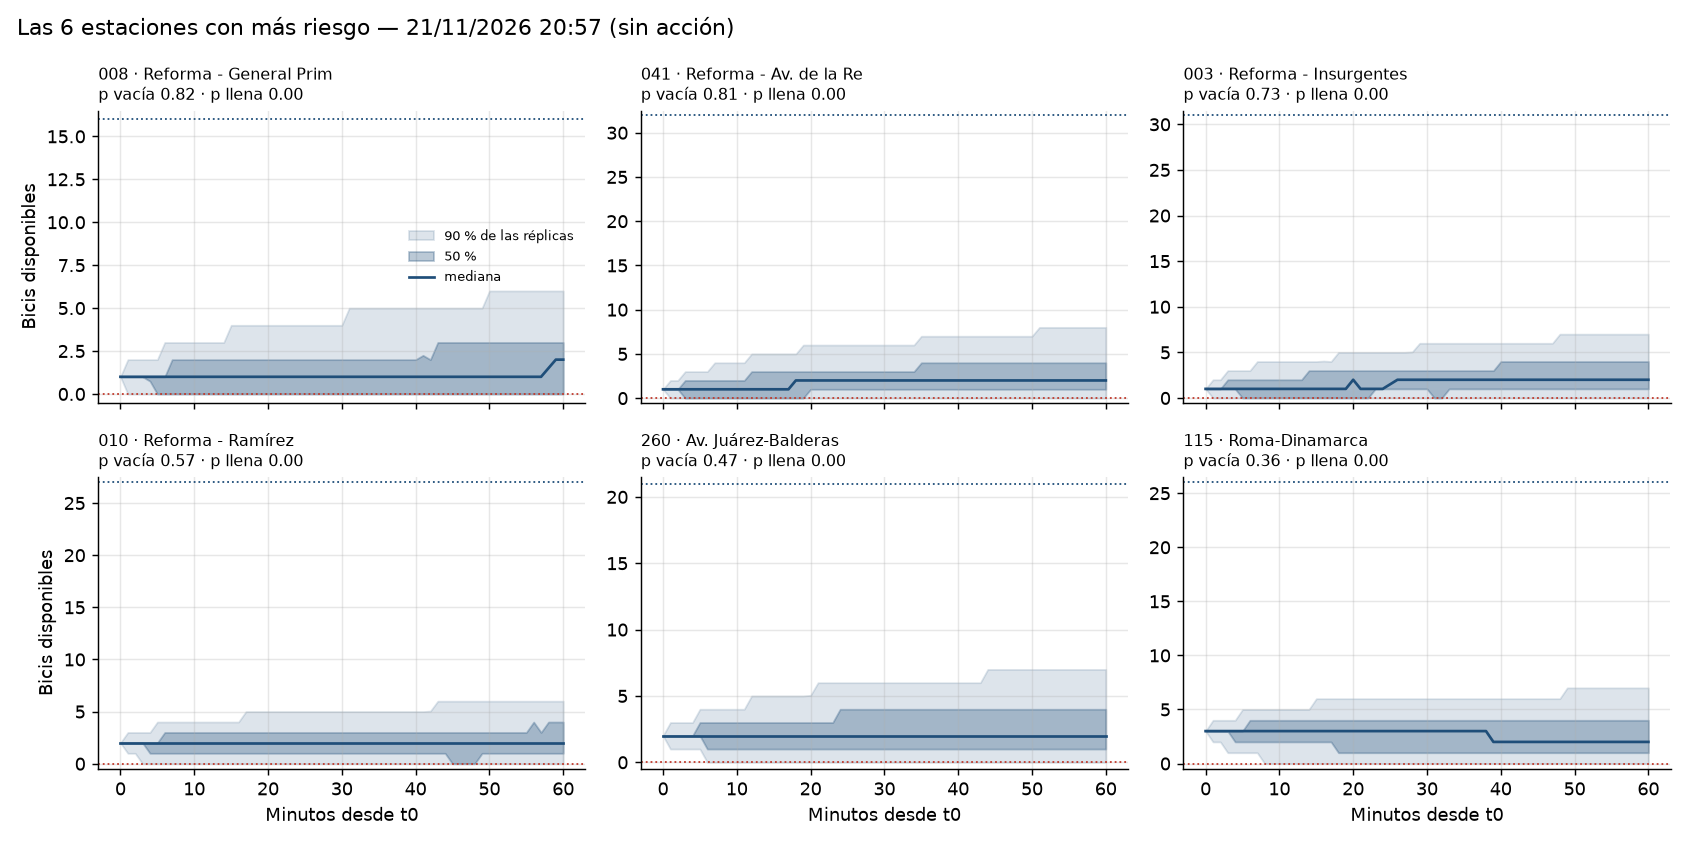 Las 6 estaciones con más riesgo — 21/11/2026 20:57 (sin acción)
008 · Reforma - General Prim
p vacía 0.82 · p llena 0.00
041 · Reforma - Av. de la Re
p vacía 0.81 · p llena 0.00
003 · Reforma - Insurgentes
p vacía 0.73 · p llena 0.00
Bicis disponibles
15.0
12.5
10.0
7.5
5.0
2.5
0.0
90 % de las réplicas
50 %
mediana
30
25
20
15
10
5
0
30
25
20
15
10
5
0
010 · Reforma - Ramírez
p vacía 0.57 · p llena 0.00
260 · Av. Juárez-Balderas
p vacía 0.47 · p llena 0.00
115 · Roma-Dinamarca
p vacía 0.36 · p llena 0.00
Bicis disponibles
25
20
15
10
5
0
0 10 20 30 40 50 60
Minutos desde t0
20
15
10
5
0
0 10 20 30 40 50 60
Minutos desde t0
25
20
15
10
5
0
0 10 20 30 40 50 60
Minutos desde t0